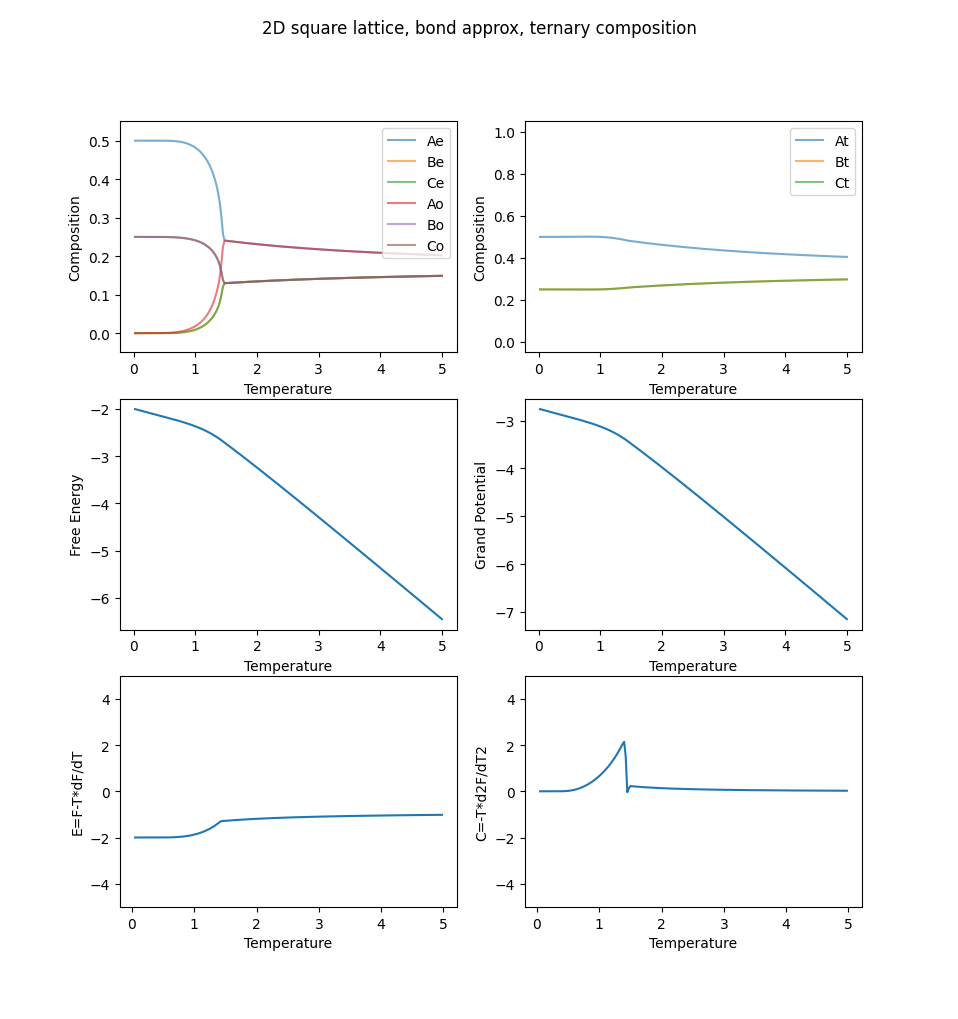 2D square lattice, bond approx, ternary composition
0.5
0.4
0.3
0.2
0.1
0.0
Composition
Ae
Be
Ce
Ao
Bo
Co
0 1 2 3 4 5
Temperature
1.0
0.8
0.6
0.4
0.2
0.0
Composition
At
Bt
Ct
0 1 2 3 4 5
Temperature
−2
−3
−4
−5
−6
Free Energy
0 1 2 3 4 5
Temperature
−3
−4
−5
−6
−7
Grand Potential
0 1 2 3 4 5
Temperature
4
2
0
−2
−4
E=F-T*dF/dT
0 1 2 3 4 5
Temperature
4
2
0
−2
−4
C=-T*d2F/dT2
0 1 2 3 4 5
Temperature